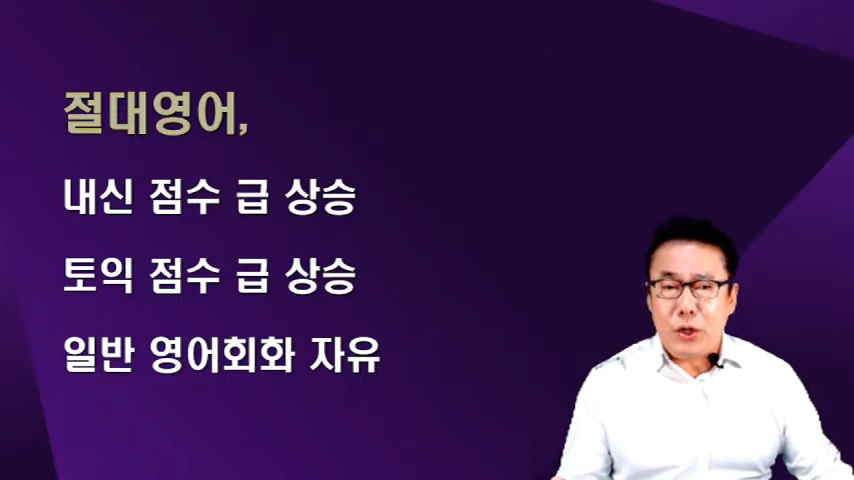 절대영어,
내신 점수 급 상승
토익 점수 급 상승
일반 영어회화 자유